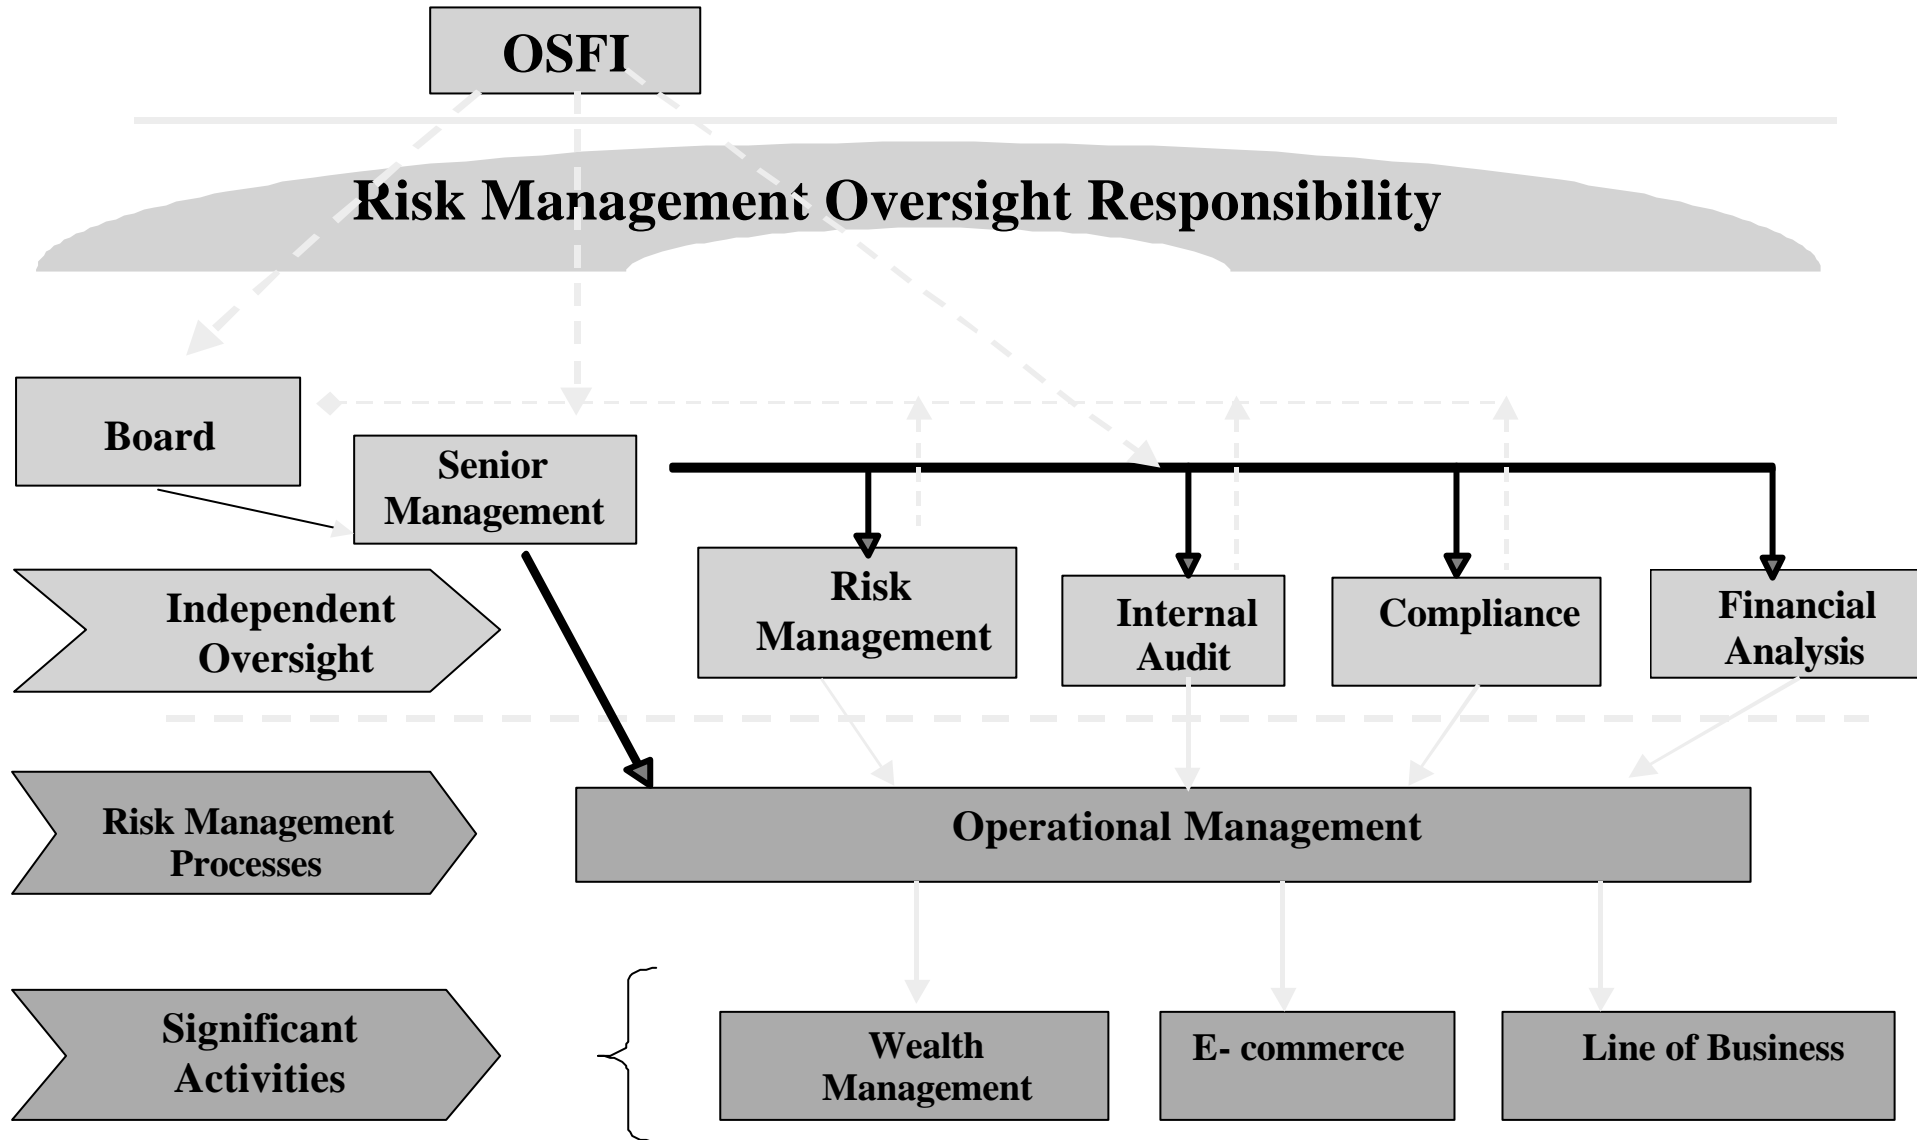 OSFI
Risk Management Oversight Responsibility
Board
Senior
Management
Independent
Oversight
Risk
Management
Internal
Audit
Compliance
Financial
Analysis
Risk Management
Processes
Operational Management
Significant
Activities
Wealth
Management
E- commerce
Line of Business